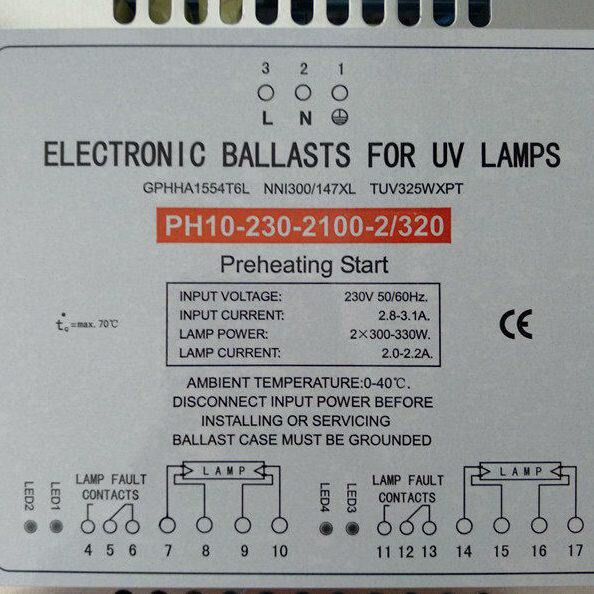 3 2 1
L N
ELECTRONIC BALLASTS FOR UV LAMPS
GPHHA1554T6L NNI300/147XL TUV325WXPT
PH10-230-2100-2/320
Preheating Start
INPUT VOLTAGE: 230V 50/60Hz.
INPUT CURRENT: 2.8-3.1A.
LAMP POWER: 2×300-330W.
LAMP CURRENT: 2.0-2.2A.
tc=max. 70℃
CE
AMBIENT TEMPERATURE:0-40℃.
DISCONNECT INPUT POWER BEFORE
INSTALLING OR SERVICING
BALLAST CASE MUST BE GROUNDED
LED2 LED1 LAMP FAULT
CONTACTS
LAMP
LED4 LED3 LAMP FAULT
CONTACTS
LAMP
4 5 6 7 8 9 10 11 12 13 14 15 16 17